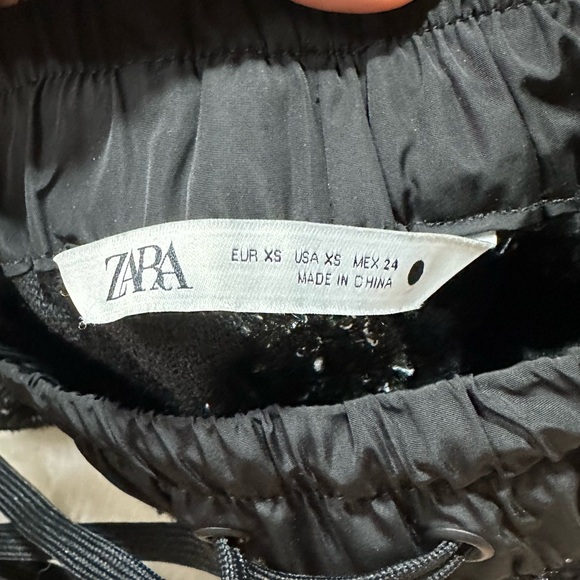 ZARA
EUR XS USA XS MEX 24
MADE IN CHINA